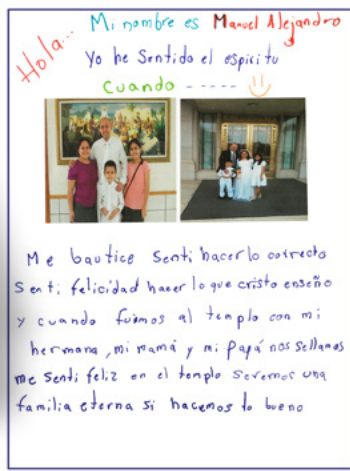 Hola...
Mi nombre es Manuel Alejandro
Yo he Sentido el espiritu
Cuando - - - - -
Me bautice Senti hacer lo correcto
Senti felicidad hacer lo que cristo enseño
y cuando fuimos al templo con mi
hermana, mi mamá y mi papá nos sellamos
me senti feliz en el templo Seremos una
familia eterna si hacemos lo bueno